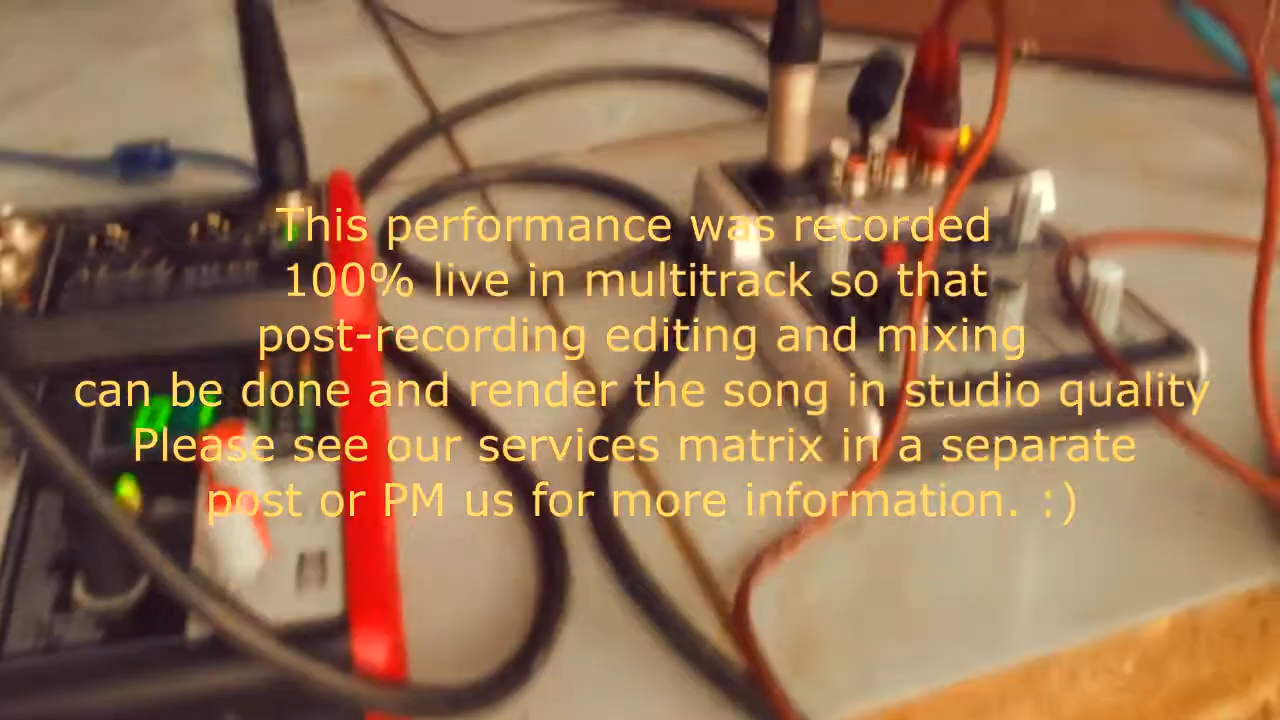 This performance was recorded
100% live in multitrack so that
post-recording editing and mixing
can be done and render the song in studio quality
Please see our services matrix in a separate
post or PM us for more information. :)